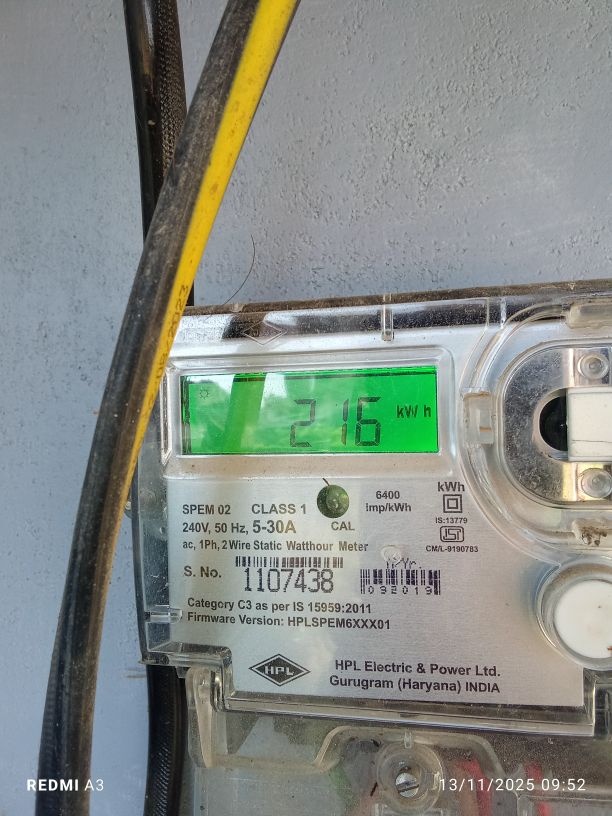 216 kWh
SPEM 02 CLASS 1
240V, 50 Hz, 5-30A
CAL
6400
imp/kWh
kWh
IS:13779
CM/L-9190783
ac, 1Ph, 2 Wire Static Watthour Meter
S. No. 1107438
092019
Category C3 as per IS 15959:2011
Firmware Version: HPLSPEM6XXX01
HPL
HPL Electric & Power Ltd.
Gurugram (Haryana) INDIA
REDMI A3
13/11/2025 09:52